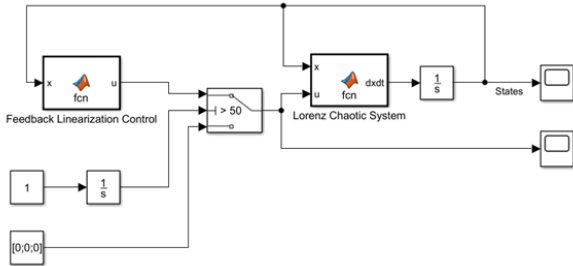 x
fcn
u
Feedback Linearization Control
> 50
x
u
fcn
dxdt
Lorenz Chaotic System
1
s
States
1
1
s
[0;0;0]